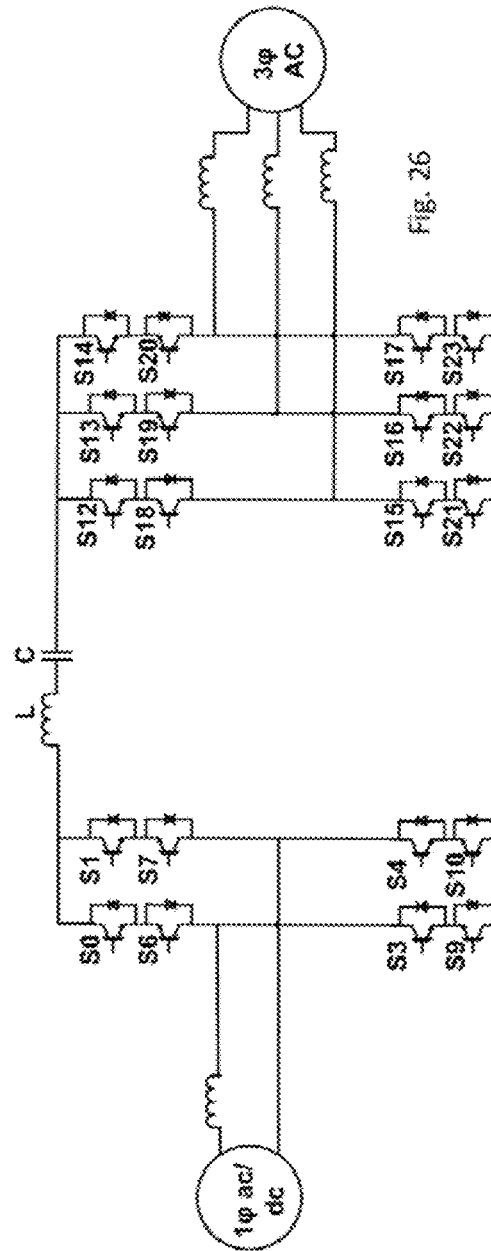 L
C
S0
S1
S12
S13
S14
S6
S7
S18
S19
S20
1φ ac/
dc
3φ
AC
S3
S4
S15
S16
S17
S9
S10
S21
S22
S23
Fig. 26